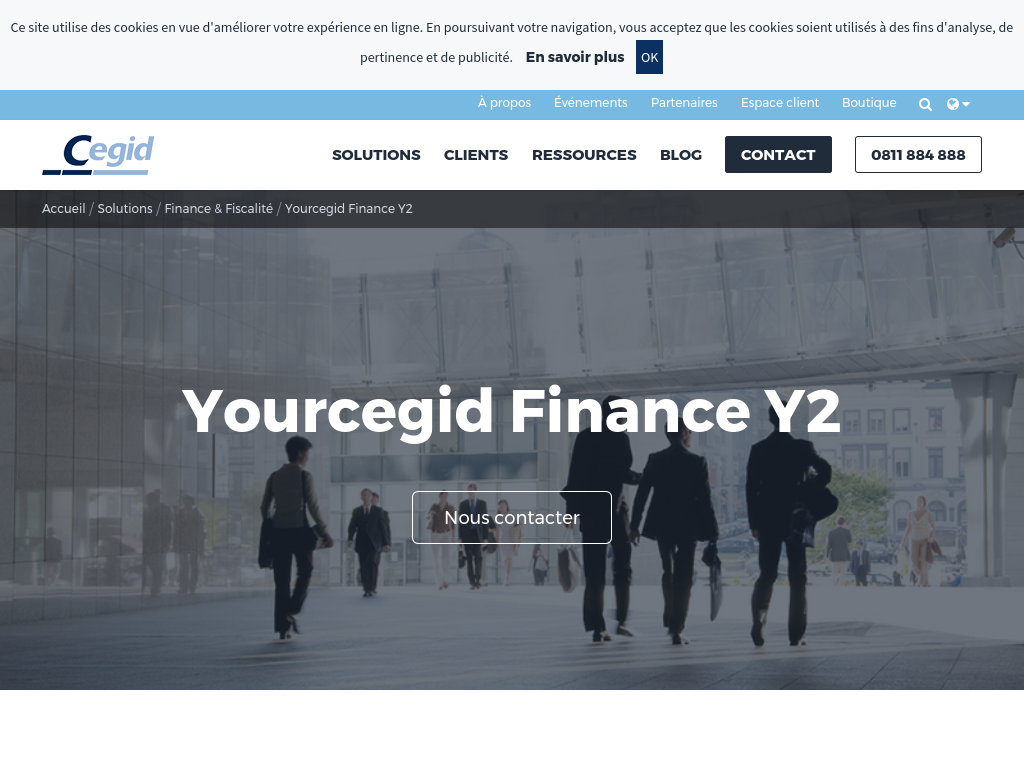 Ce site utilise des cookies en vue d'améliorer votre expérience en ligne. En poursuivant votre navigation, vous acceptez que les cookies soient utilisés à des fins d'analyse, de
pertinence et de publicité. En savoir plus OK
À propos Événements Partenaires Espace client Boutique
Cegid
SOLUTIONS CLIENTS RESSOURCES BLOG CONTACT 0811 884 888
Accueil / Solutions / Finance & Fiscalité / Yourcegid Finance Y2
Yourcegid Finance Y2
Nous contacter